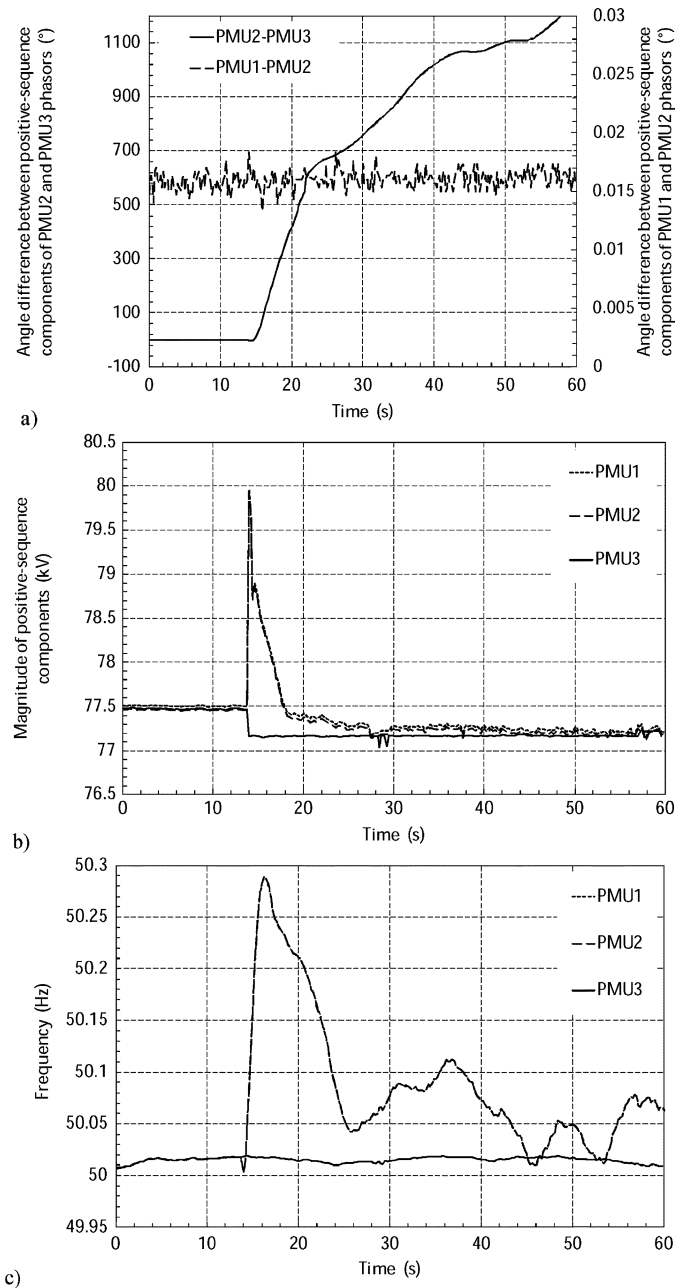 Angle difference between positive-sequence
components of PMU2 and PMU3 phasors (°)
1100
900
700
500
300
100
-100
PMU2-PMU3
PMU1-PMU2
0.03
0.025
0.02
0.015
0.01
0.005
0
Angle difference between positive-sequence
components of PMU1 and PMU2 phasors (°)
0 10 20 30 40 50 60
Time (s)
a)
Magnitude of positive-sequence
components (kV)
80.5
80
79.5
79
78.5
78
77.5
77
76.5
PMU1
PMU2
PMU3
0 10 20 30 40 50 60
Time (s)
b)
Frequency (Hz)
50.3
50.25
50.2
50.15
50.1
50.05
50
49.95
PMU1
PMU2
PMU3
0 10 20 30 40 50 60
Time (s)
c)